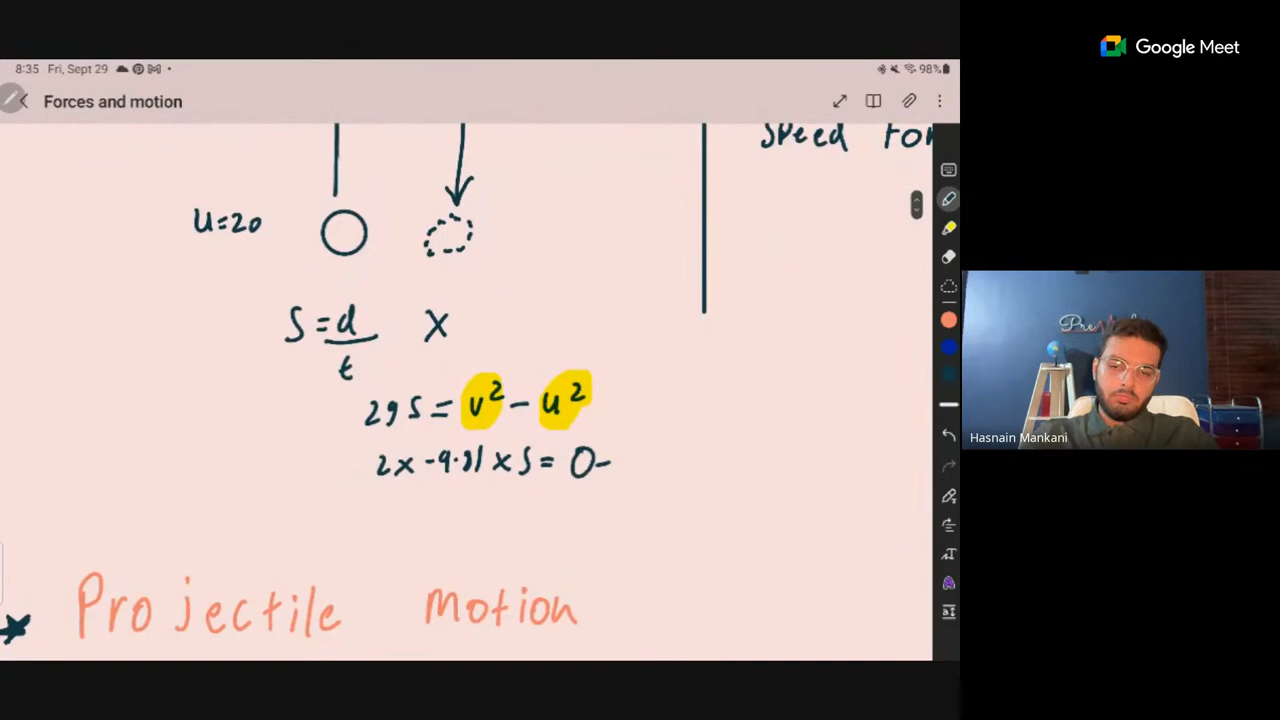 Google Meet
8:35 Fri, Sept 29
98%
Forces and motion
Speed For
u=20
S = d
t
X
2gs = v² - u²
2x -9.81 x S = 0-
Projectile motion
Hasnain Mankani